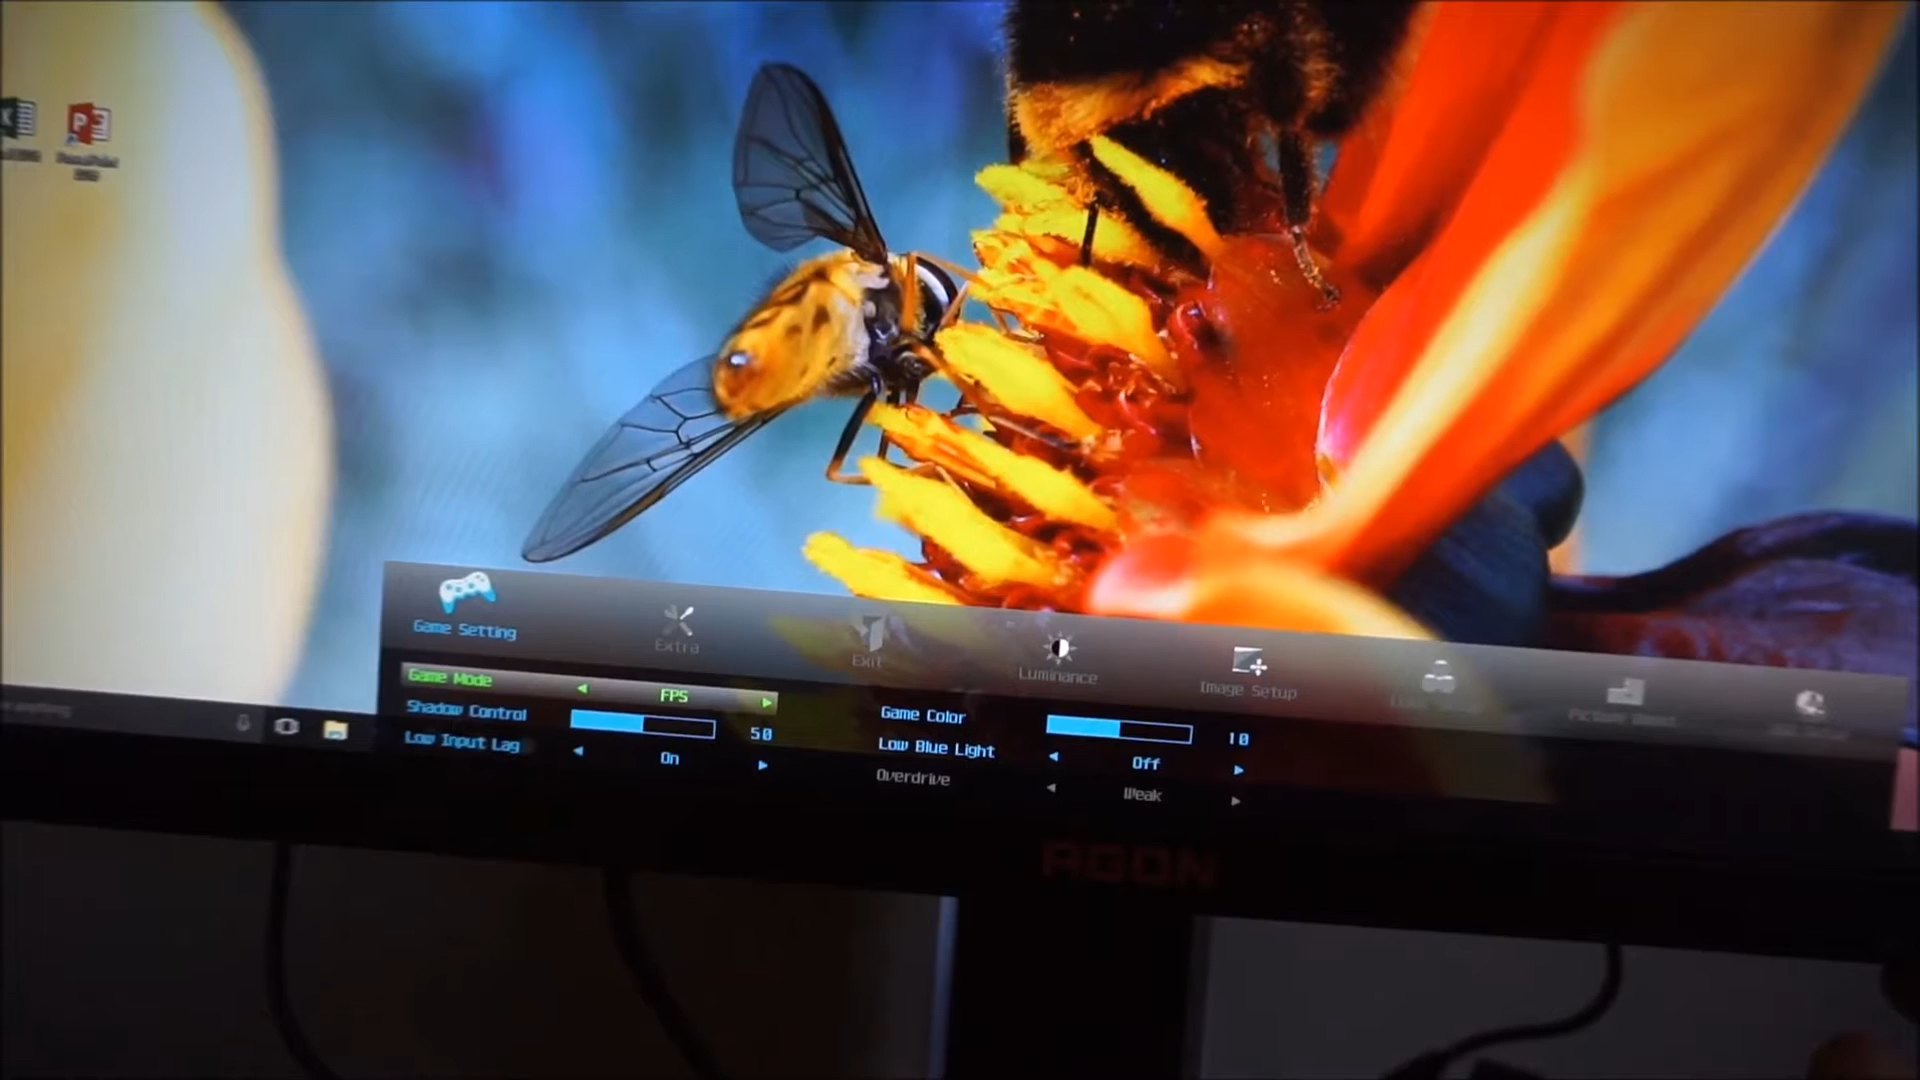 Game Setting
Extra
Exit
Luminance
Image Setup
Game Mode
FPS
Shadow Control
50
Low Input Lag
On
Game Color
10
Low Blue Light
Off
Overdrive
Weak
AGON